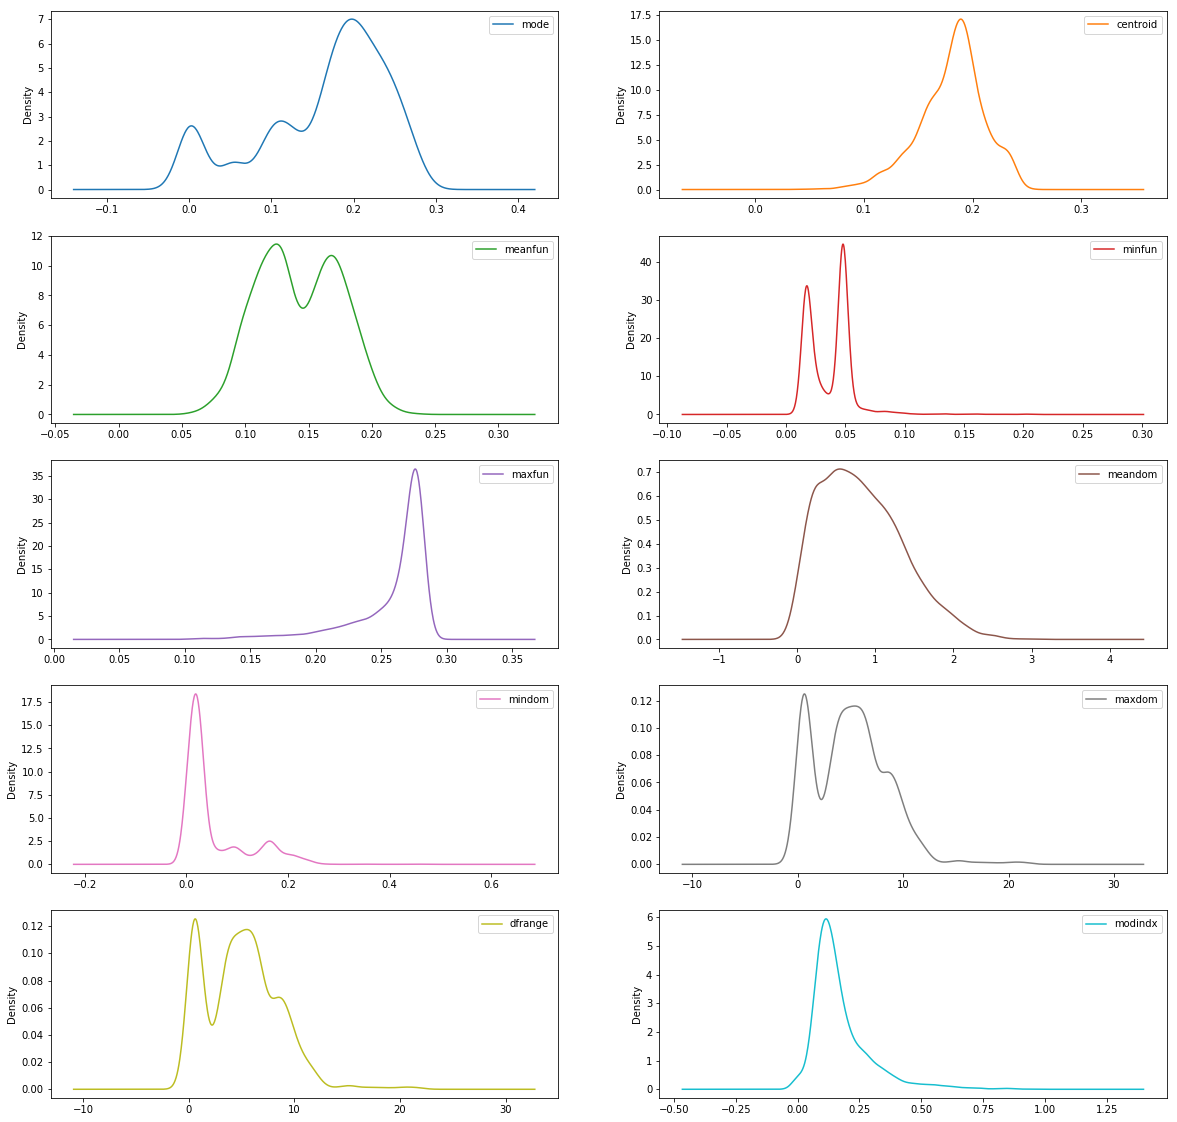 mode
Density
7
6
5
4
3
2
1
0
−0.1 0.0 0.1 0.2 0.3 0.4
centroid
Density
17.5
15.0
12.5
10.0
7.5
5.0
2.5
0.0
0.0 0.1 0.2 0.3
meanfun
Density
12
10
8
6
4
2
0
−0.05 0.00 0.05 0.10 0.15 0.20 0.25 0.30
minfun
Density
40
30
20
10
0
−0.10 −0.05 0.00 0.05 0.10 0.15 0.20 0.25 0.30
maxfun
Density
35
30
25
20
15
10
5
0
0.00 0.05 0.10 0.15 0.20 0.25 0.30 0.35
meandom
Density
0.7
0.6
0.5
0.4
0.3
0.2
0.1
0.0
−1 0 1 2 3 4
mindom
Density
17.5
15.0
12.5
10.0
7.5
5.0
2.5
0.0
−0.2 0.0 0.2 0.4 0.6
maxdom
Density
0.12
0.10
0.08
0.06
0.04
0.02
0.00
−10 0 10 20 30
dfrange
Density
0.12
0.10
0.08
0.06
0.04
0.02
0.00
−10 0 10 20 30
modindx
Density
6
5
4
3
2
1
0
−0.50 −0.25 0.00 0.25 0.50 0.75 1.00 1.25